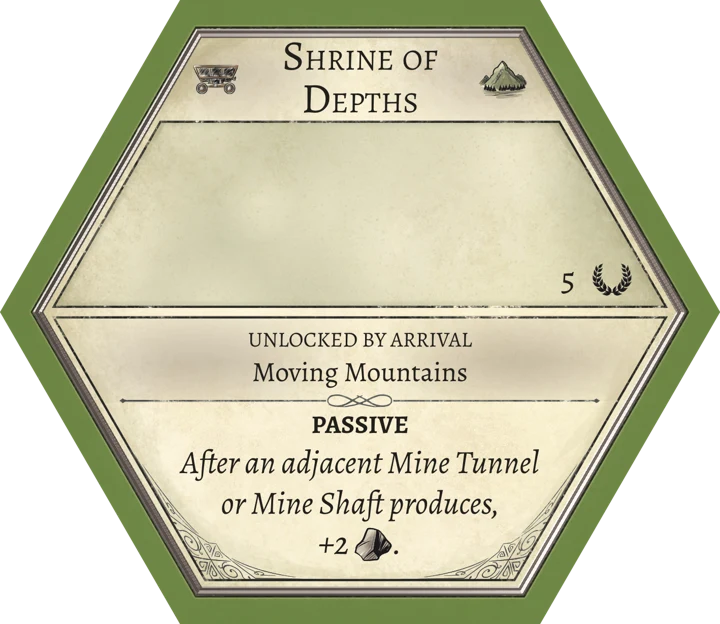 Shrine of
Depths
5
UNLOCKED BY ARRIVAL
Moving Mountains
PASSIVE
After an adjacent Mine Tunnel
or Mine Shaft produces,
+2 .